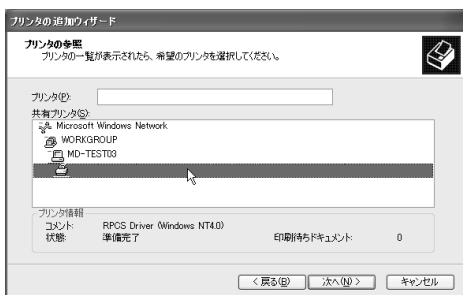 プリンタの追加ウィザード
プリンタの参照
プリンタの一覧が表示されたら、希望のプリンタを選択してください。
プリンタ(P):
共有プリンタ(S):
Microsoft Windows Network
WORKGROUP
MD-TEST03
プリンタ情報
コメント: RPCS Driver (Windows NT4.0)
状態: 準備完了 印刷待ちドキュメント: 0
< 戻る(B) 次へ(N) > キャンセル